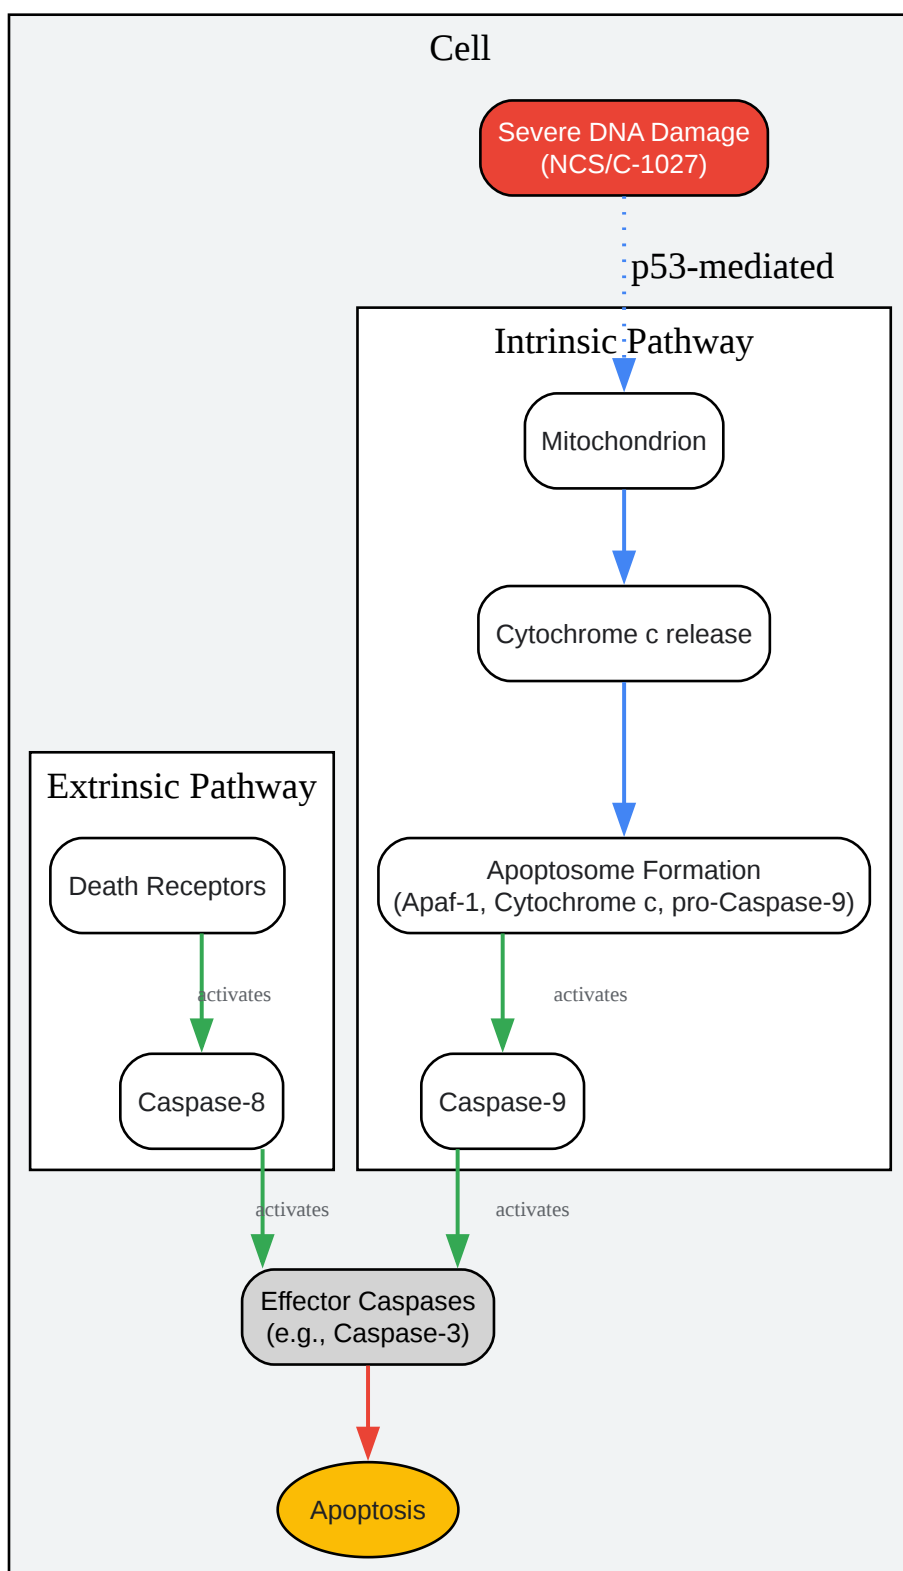 Cell
Severe DNA Damage
(NCS/C-1027)
p53-mediated
Intrinsic Pathway
Mitochondrion
Cytochrome c release
Extrinsic Pathway
Death Receptors
Apoptosome Formation
(Apaf-1, Cytochrome c, pro-Caspase-9)
activates
activates
Caspase-8
Caspase-9
activates
activates
Effector Caspases
(e.g., Caspase-3)
Apoptosis